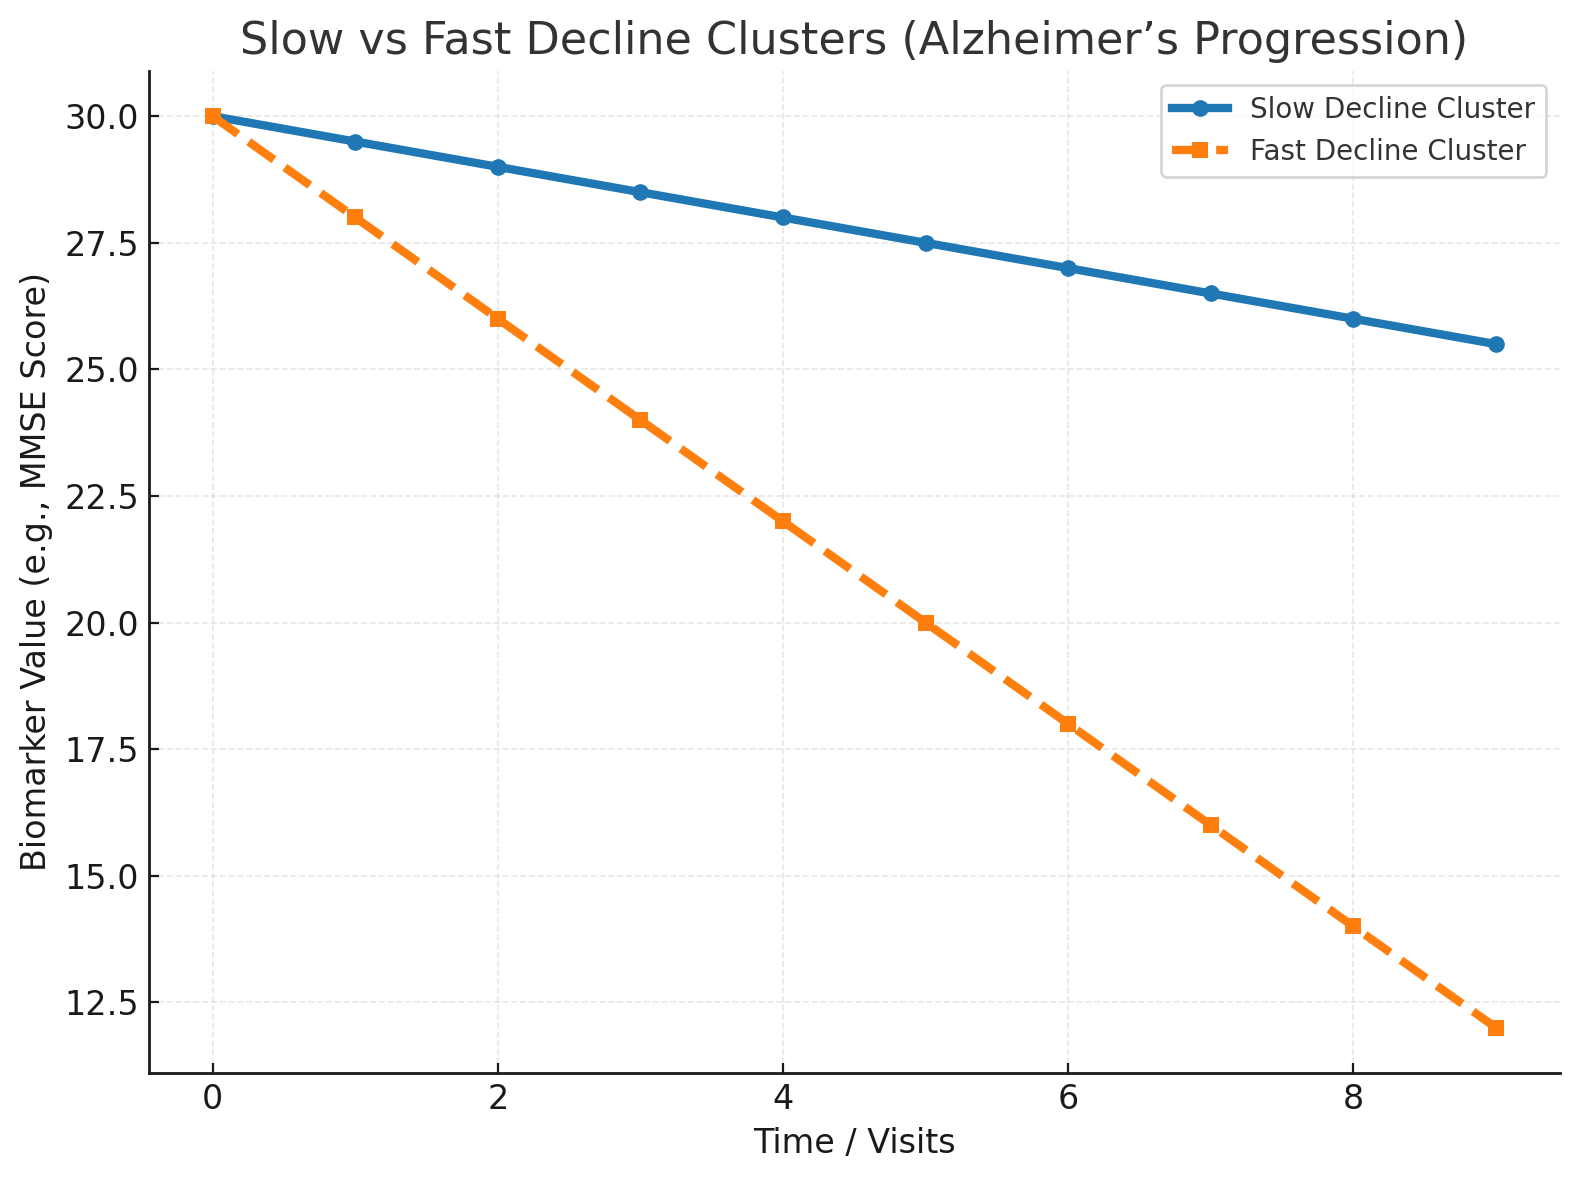 Slow vs Fast Decline Clusters (Alzheimer’s Progression)
Slow Decline Cluster
Fast Decline Cluster
Biomarker Value (e.g., MMSE Score)
30.0
27.5
25.0
22.5
20.0
17.5
15.0
12.5
0 2 4 6 8
Time / Visits